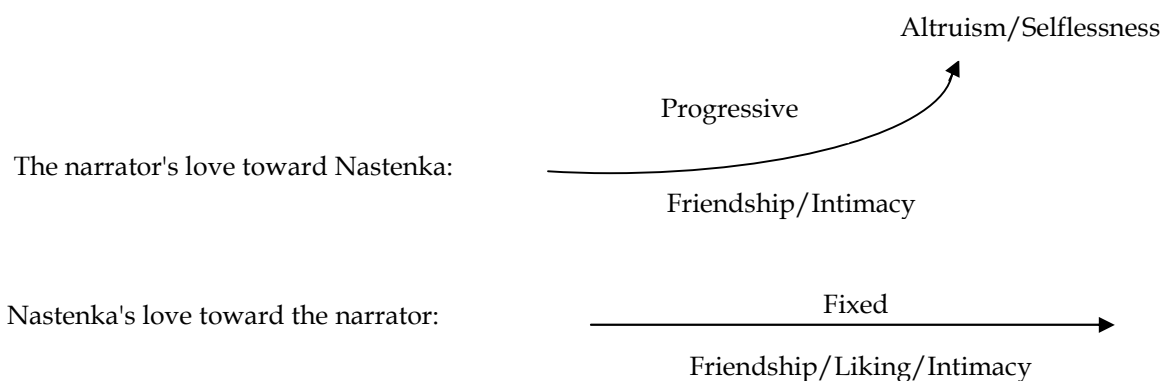 Altruism/Selflessness
Progressive
The narrator's love toward Nastenka:
Friendship/Intimacy
Fixed
Nastenka's love toward the narrator:
Friendship/Liking/Intimacy